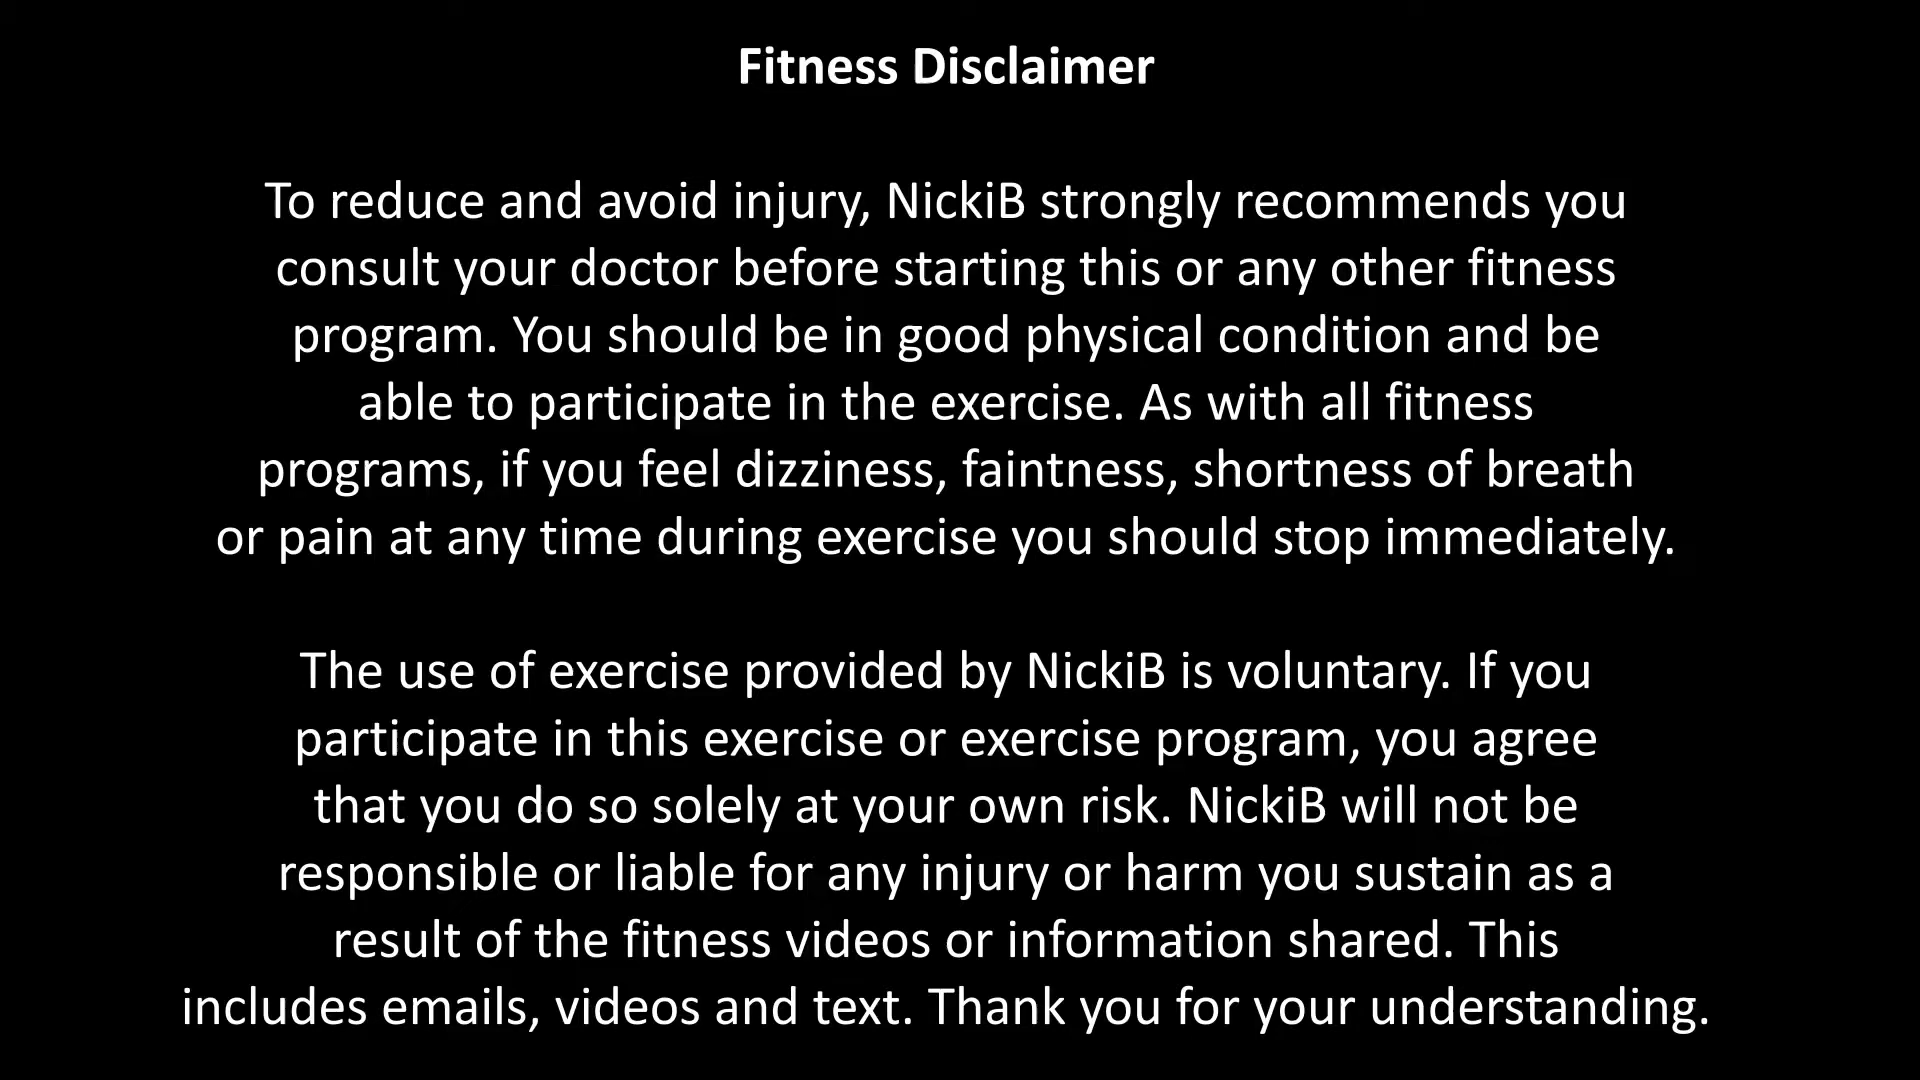 Fitness Disclaimer
To reduce and avoid injury, NickiB strongly recommends you
consult your doctor before starting this or any other fitness
program. You should be in good physical condition and be
able to participate in the exercise. As with all fitness
programs, if you feel dizziness, faintness, shortness of breath
or pain at any time during exercise you should stop immediately.
The use of exercise provided by NickiB is voluntary. If you
participate in this exercise or exercise program, you agree
that you do so solely at your own risk. NickiB will not be
responsible or liable for any injury or harm you sustain as a
result of the fitness videos or information shared. This
includes emails, videos and text. Thank you for your understanding.